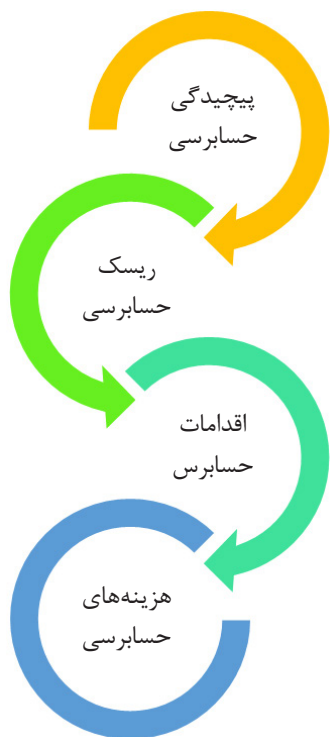 پیچیدگی
حسابرسی
ریسک
حسابرسی
اقدامات
حسابرس
هزینه‌های
حسابرسی